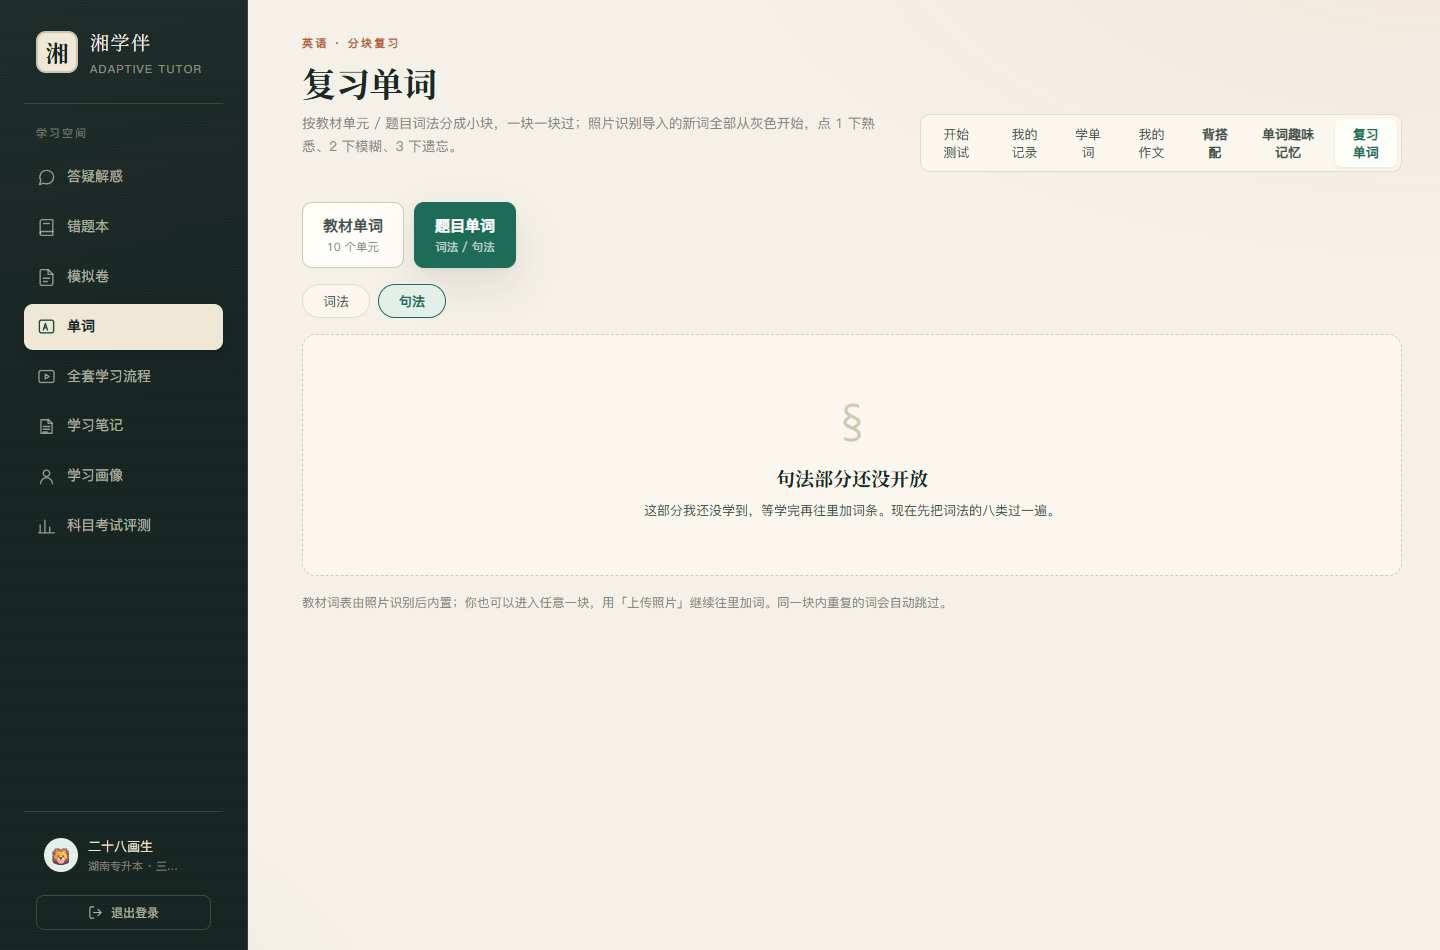 湘
湘学伴
ADAPTIVE TUTOR
学习空间
答疑解惑
错题本
模拟卷
单词
全套学习流程
学习笔记
学习画像
科目考试评测
二十八画生
湖南专升本 · 三...
退出登录
英语 · 分块复习
复习单词
按教材单元 / 题目词法分成小块，一块一块过；照片识别导入的新词全部从灰色开始，点 1 下熟
悉、2 下模糊、3 下遗忘。
开始
测试
我的
记录
学单
词
我的
作文
背搭
配
单词趣味
记忆
复习
单词
教材单词
10 个单元
题目单词
词法 / 句法
词法
句法
§
句法部分还没开放
这部分我还没学到，等学完再往里加词条。现在先把词法的八类过一遍。
教材词表由照片识别后内置；你也可以进入任意一块，用「上传照片」继续往里加词。同一块内重复的词会自动跳过。